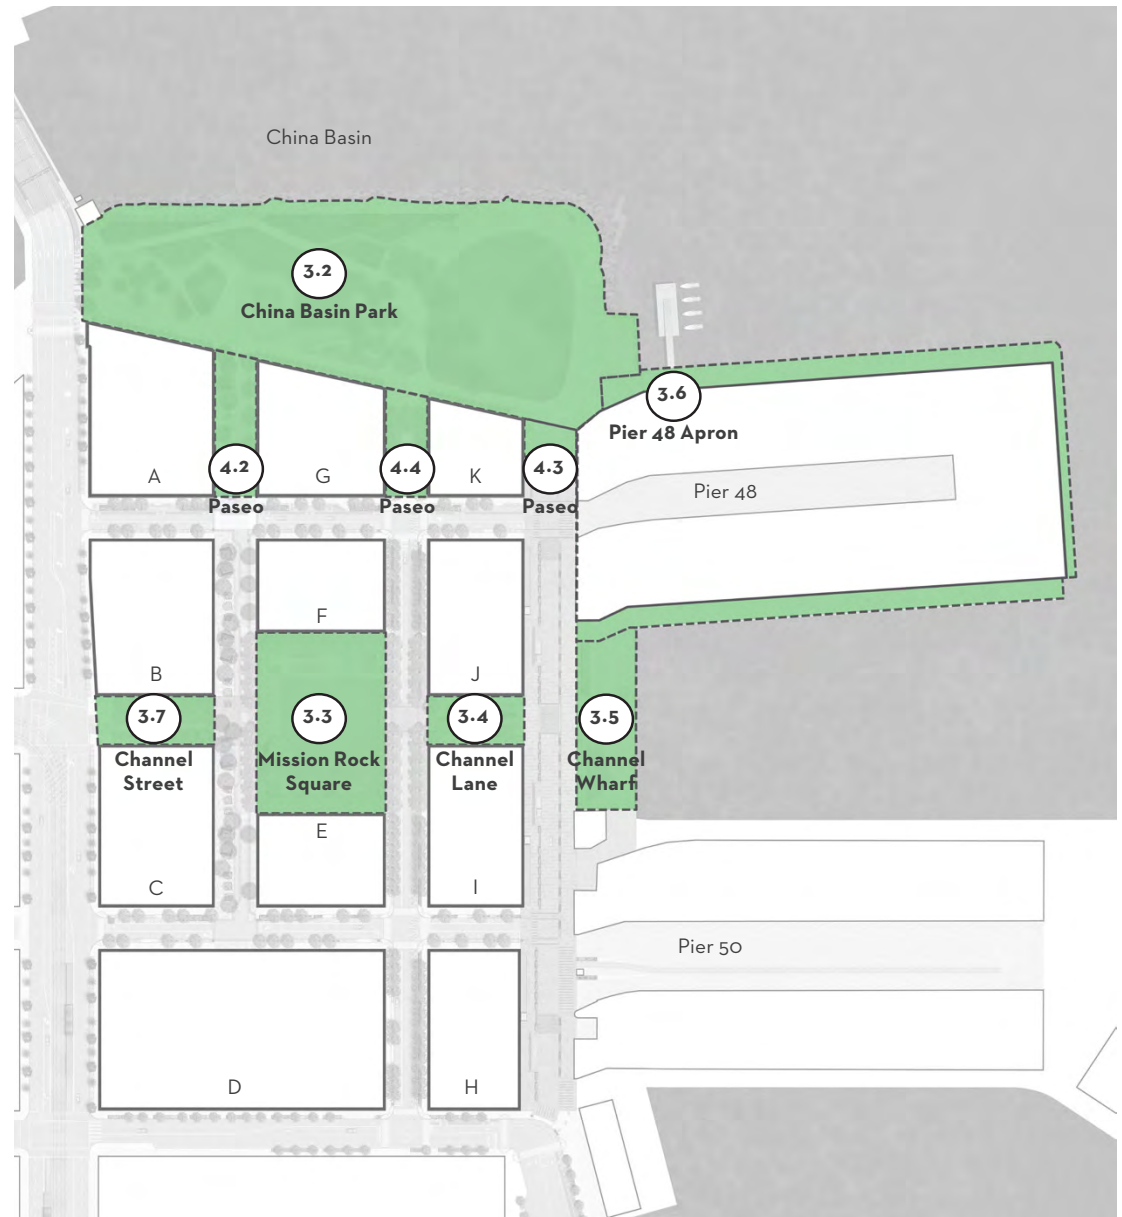 China Basin
3.2
China Basin Park
3.6
Pier 48 Apron
A
4.2
Paseo
G
4.4
Paseo
K
4.3
Paseo
Pier 48
F
B
J
3.7
Channel
Street
3.3
Mission Rock
Square
3.4
Channel
Lane
3.5
Channel
Wharf
E
C
I
Pier 50
D
H